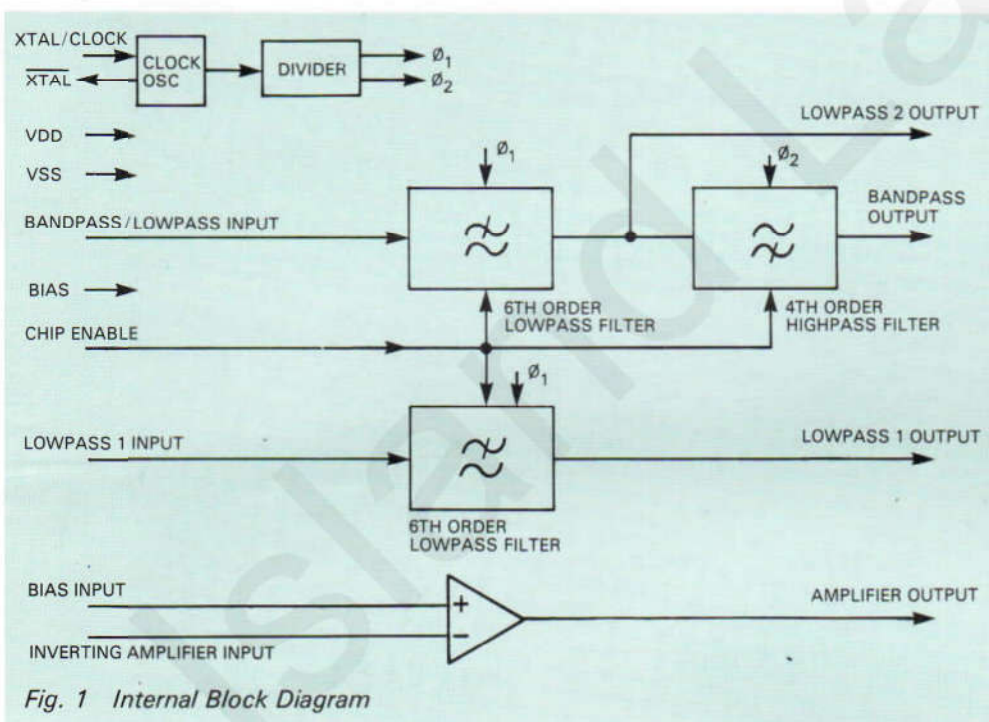 XTAL/CLOCK
XTAL
CLOCK
OSC
DIVIDER
Ø1
Ø2
VDD
VSS
BANDPASS/LOWPASS INPUT
BIAS
CHIP ENABLE
Ø1
6TH ORDER
LOWPASS FILTER
LOWPASS 2 OUTPUT
Ø2
BANDPASS
OUTPUT
4TH ORDER
HIGHPASS FILTER
Ø1
LOWPASS 1 INPUT
LOWPASS 1 OUTPUT
6TH ORDER
LOWPASS FILTER
BIAS INPUT
+
−
INVERTING AMPLIFIER INPUT
AMPLIFIER OUTPUT
Fig. 1 Internal Block Diagram
Island La